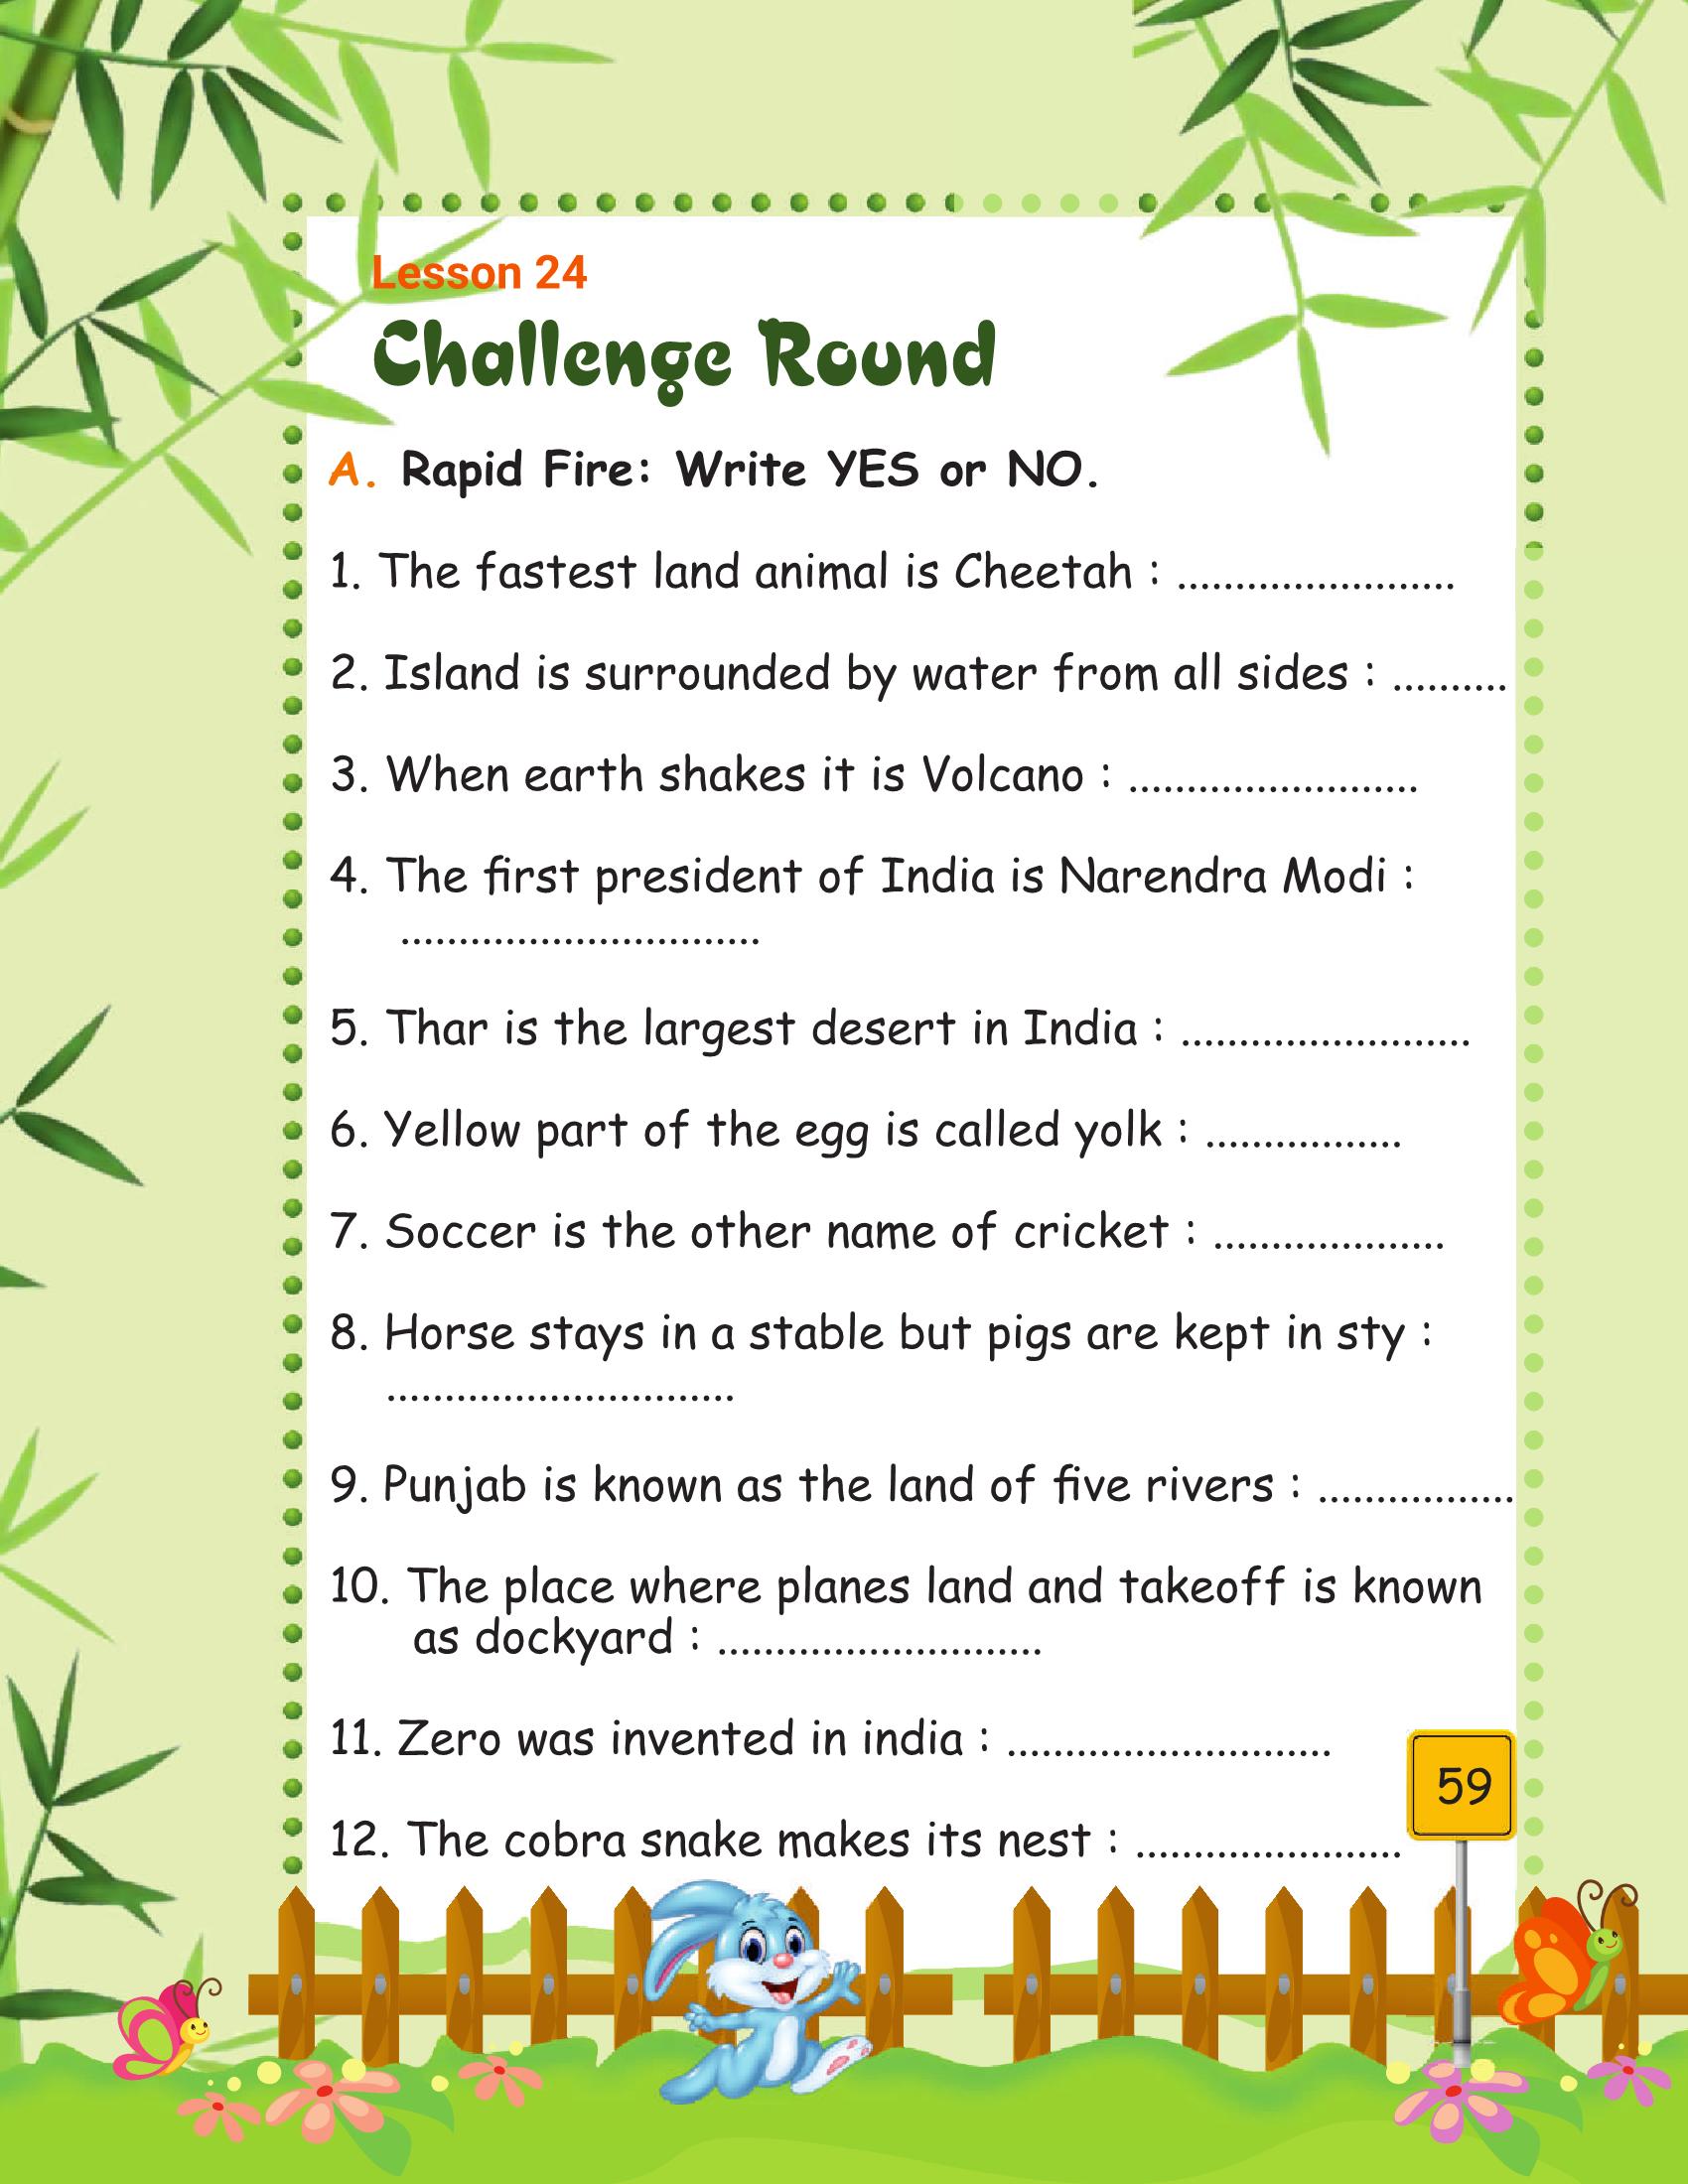 Lesson 24
Challenge Round
A. Rapid Fire: Write YES or NO.
1. The fastest land animal is Cheetah : ........................
2. Island is surrounded by water from all sides : ..........
3. When earth shakes it is Volcano : .........................
4. The first president of India is Narendra Modi :
...............................
5. Thar is the largest desert in India : .........................
6. Yellow part of the egg is called yolk : .................
7. Soccer is the other name of cricket : ....................
8. Horse stays in a stable but pigs are kept in sty :
..............................
9. Punjab is known as the land of five rivers : .................
10. The place where planes land and takeoff is known
as dockyard : ............................
11. Zero was invented in india : ............................
12. The cobra snake makes its nest : .......................
59